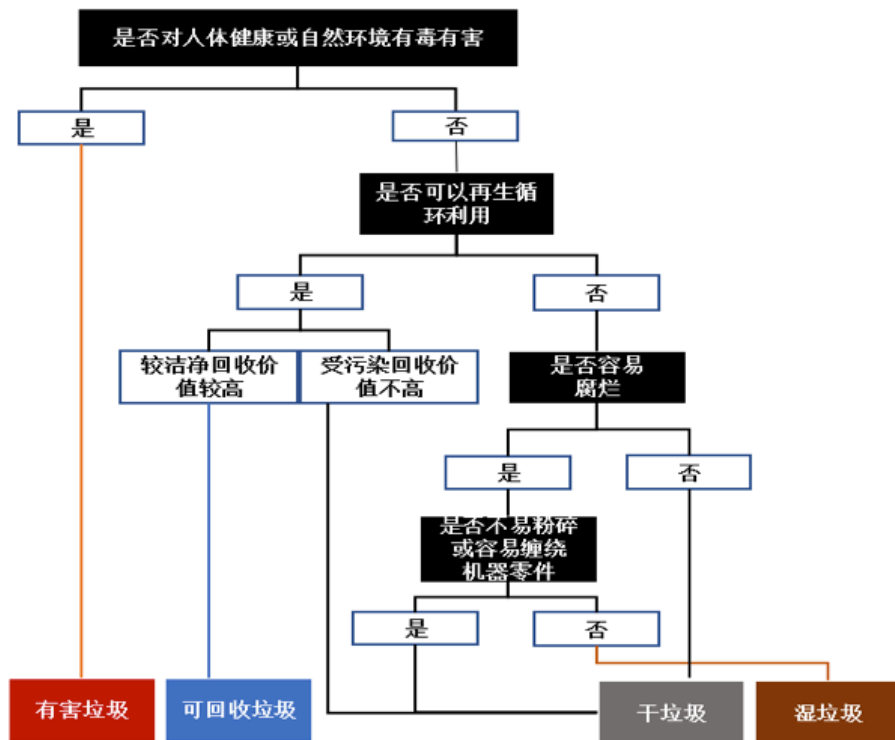 是否对人体健康或自然环境有毒有害
是
否
是否可以再生循
环利用
是
否
较洁净回收价
值较高
受污染回收价
值不高
是否容易
腐烂
是
否
是否不易粉碎
或容易缠绕
机器零件
是
否
有害垃圾
可回收垃圾
干垃圾
湿垃圾